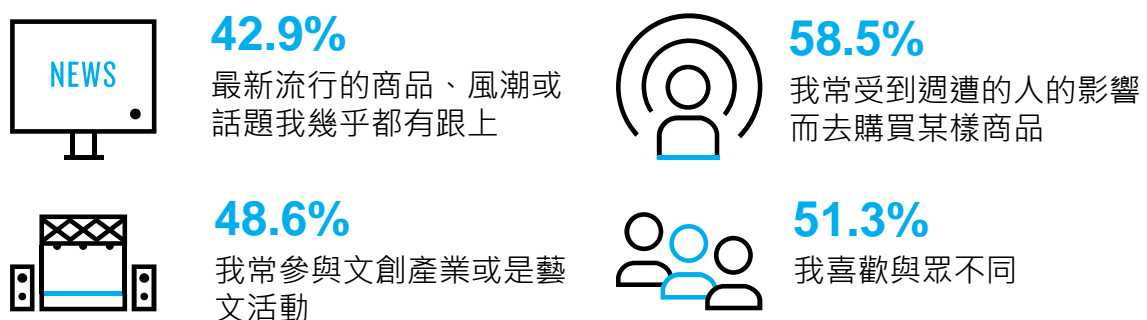 NEWS
42.9%
最新流行的商品、風潮或
話題我幾乎都有跟上
58.5%
我常受到週遭的人的影響
而去購買某樣商品
48.6%
我常參與文創產業或是藝
文活動
51.3%
我喜歡與眾不同